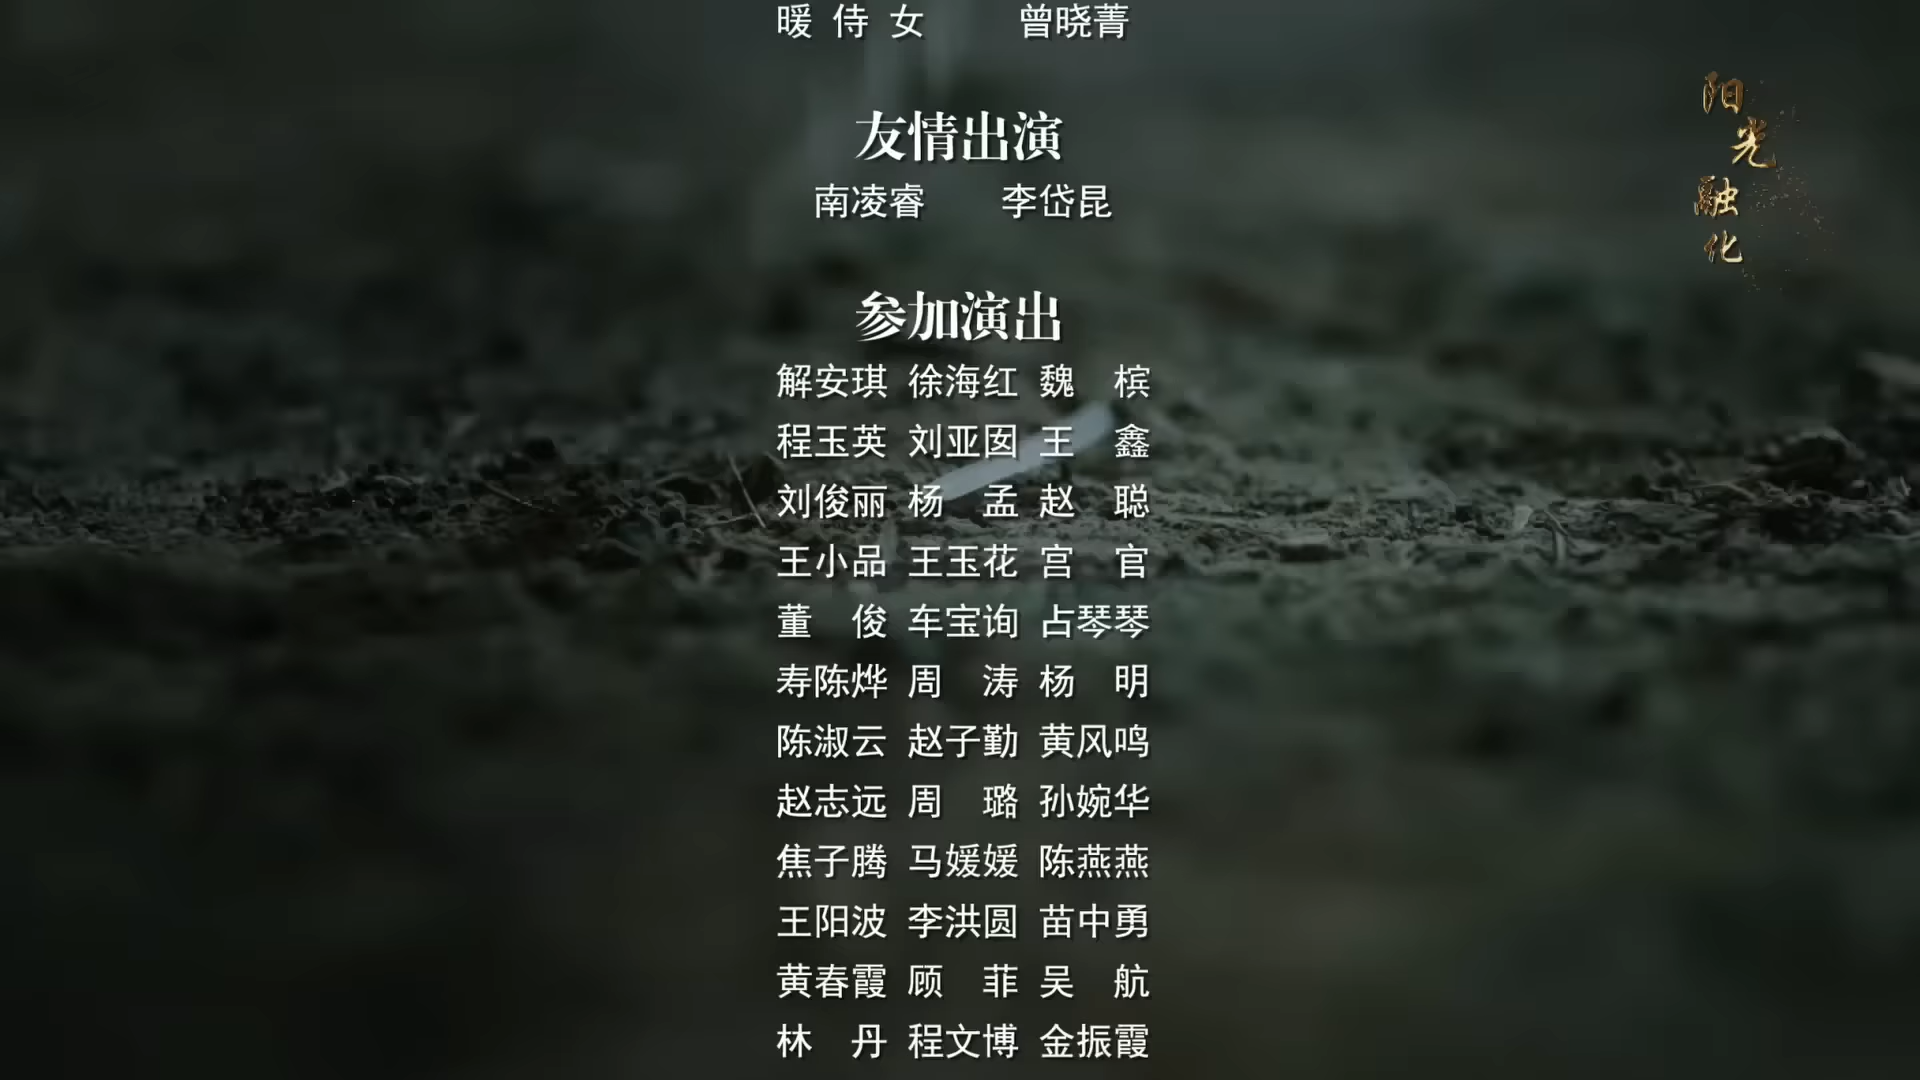 暖 侍 女 曾晓菁
友情出演
南凌睿 李岱昆
参加演出
解安琪 徐海红 魏 槟
程玉英 刘亚囡 王 鑫
刘俊丽 杨 孟 赵 聪
王小品 王玉花 宫 官
董 俊 车宝询 占琴琴
寿陈烨 周 涛 杨 明
陈淑云 赵子勤 黄风鸣
赵志远 周 璐 孙婉华
焦子腾 马媛媛 陈燕燕
王阳波 李洪圆 苗中勇
黄春霞 顾 菲 吴 航
林 丹 程文博 金振霞
阳光融化